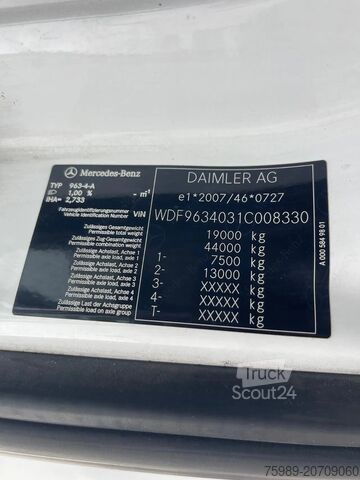 Mercedes-Benz
DAIMLER AG
TYP 963-4-A
1,00 % - m⁻¹
IHA= 2,733
e1*2007/46*0727
Fahrzeugidentifizierungsnummer
Vehicle Identification Number VIN WDF9634031C008330
Zulässiges Gesamtgewicht
Permissible total weight 19000 kg
Zulässiges Zug-Gesamtgewicht
Permissible combination weight 44000 kg
Zulässige Achslast, Achse 1
Permissible axle load, axle 1 1- 7500 kg
Zulässige Achslast, Achse 2
Permissible axle load, axle 2 2- 13000 kg
Zulässige Achslast, Achse 3
Permissible axle load, axle 3 3- XXXXX kg
Zulässige Achslast, Achse 4
Permissible axle load, axle 4 4- XXXXX kg
Zulässige Last der Achsgruppe
Permissible load on axle group T- XXXXX kg
A 000 584 98 01
Truck
Scout24
75989-20709060